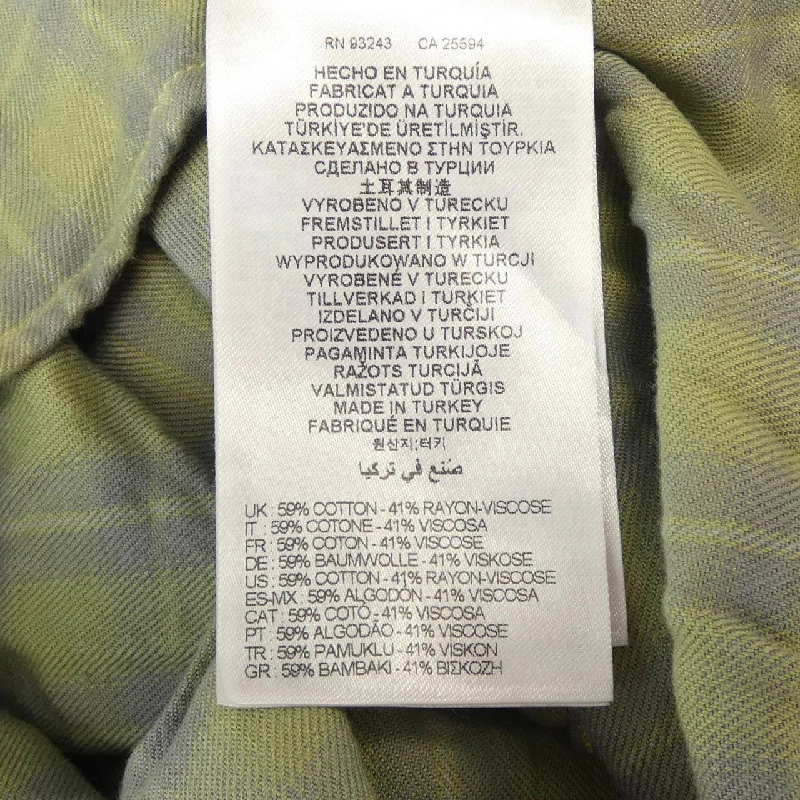 RN 93243 CA 25594
HECHO EN TURQUÍA
FABRICAT A TURQUIA
PRODUZIDO NA TURQUIA
TÜRKİYE'DE ÜRETİLMİŞTİR.
ΚΑΤΑΣΚΕΥΑΣΜΕΝΟ ΣΤΗΝ ΤΟΥΡΚΙΑ
СДЕЛАНО В ТУРЦИИ
土耳其制造
VYROBENO V TURECKU
FREMSTILLET I TYRKIET
PRODUSERT I TYRKIA
WYPRODUKOWANO W TURCJI
VYROBENÉ V TURECKU
TILLVERKAD I TURKIET
IZDELANO V TURČIJI
PROIZVEDENO U TURSKOJ
PAGAMINTA TURKIJOJE
RAŽOTS TURCIJĀ
VALMISTATUD TÜRGIS
MADE IN TURKEY
FABRIQUÉ EN TURQUIE
원산지:터키
صنع في تركيا
UK : 59% COTTON - 41% RAYON-VISCOSE
IT : 59% COTONE - 41% VISCOSA
FR : 59% COTON - 41% VISCOSE
DE : 59% BAUMWOLLE - 41% VISKOSE
US : 59% COTTON - 41% RAYON-VISCOSE
ES-MX : 59% ALGODÓN - 41% VISCOSA
CAT : 59% COTÓ - 41% VISCOSA
PT : 59% ALGODÃO - 41% VISCOSE
TR : 59% PAMUKLU - 41% VISKON
GR : 59% ΒΑΜΒΑΚΙ - 41% ΒΙΣΚΟΖΗ